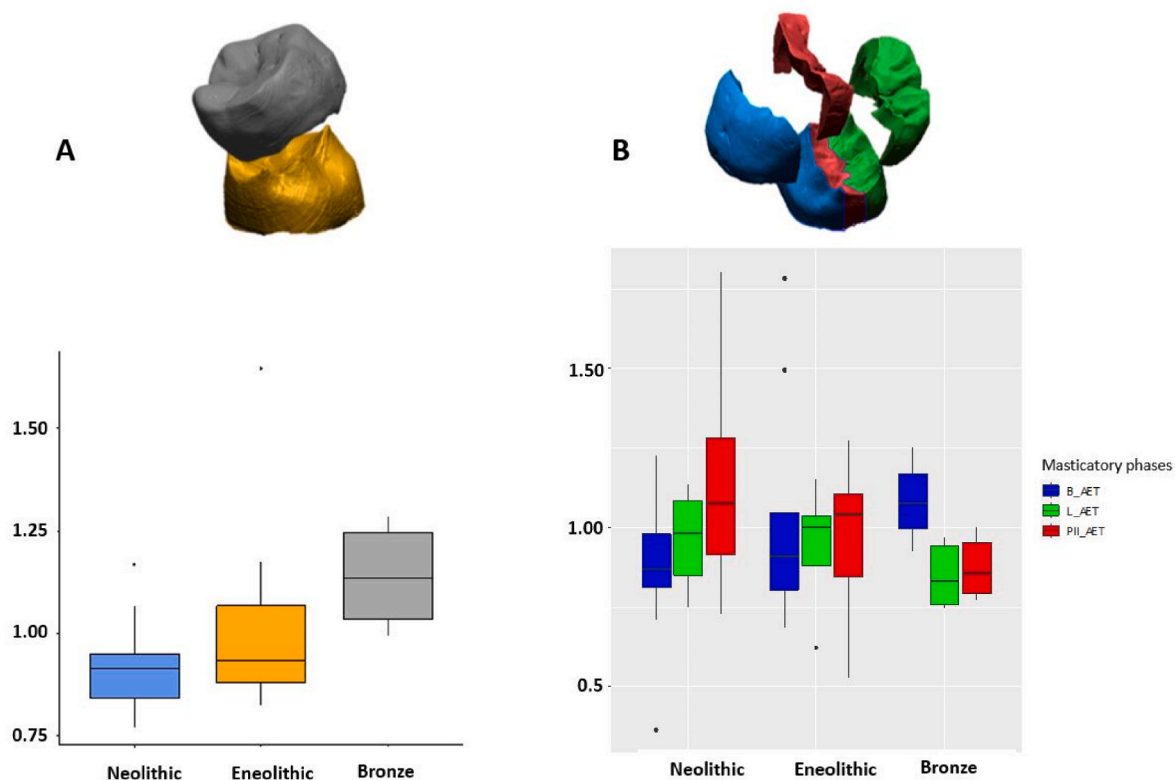 A
B
1.50
1.25
1.00
0.75
Neolithic Eneolithic Bronze
1.50
1.00
0.5
Neolithic Eneolithic Bronze
Masticatory phases
B_AET
L_AET
PII_AET